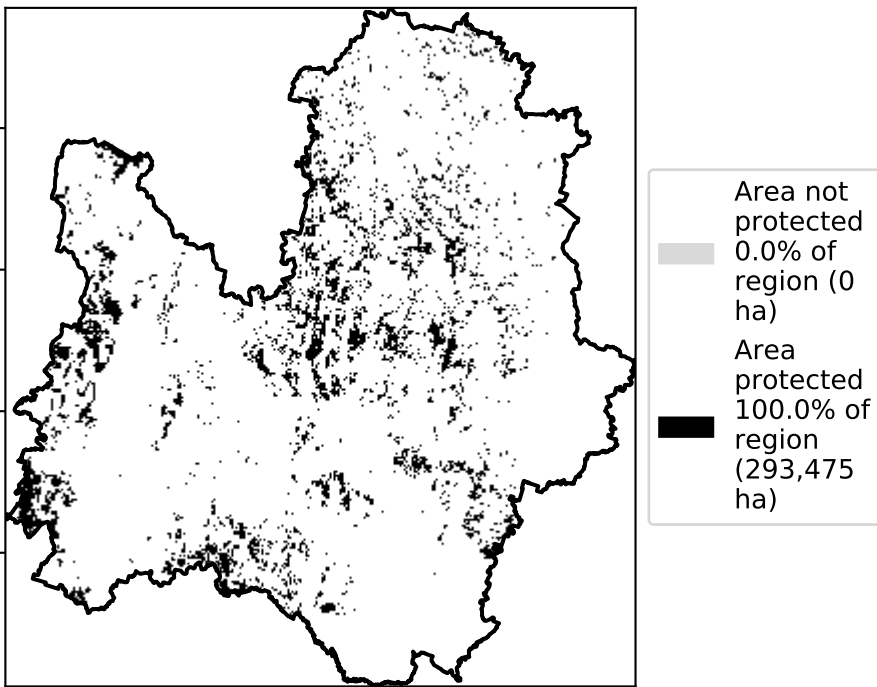 Area not
protected
0.0% of
region (0
ha)
Area
protected
100.0% of
region
(293,475
ha)